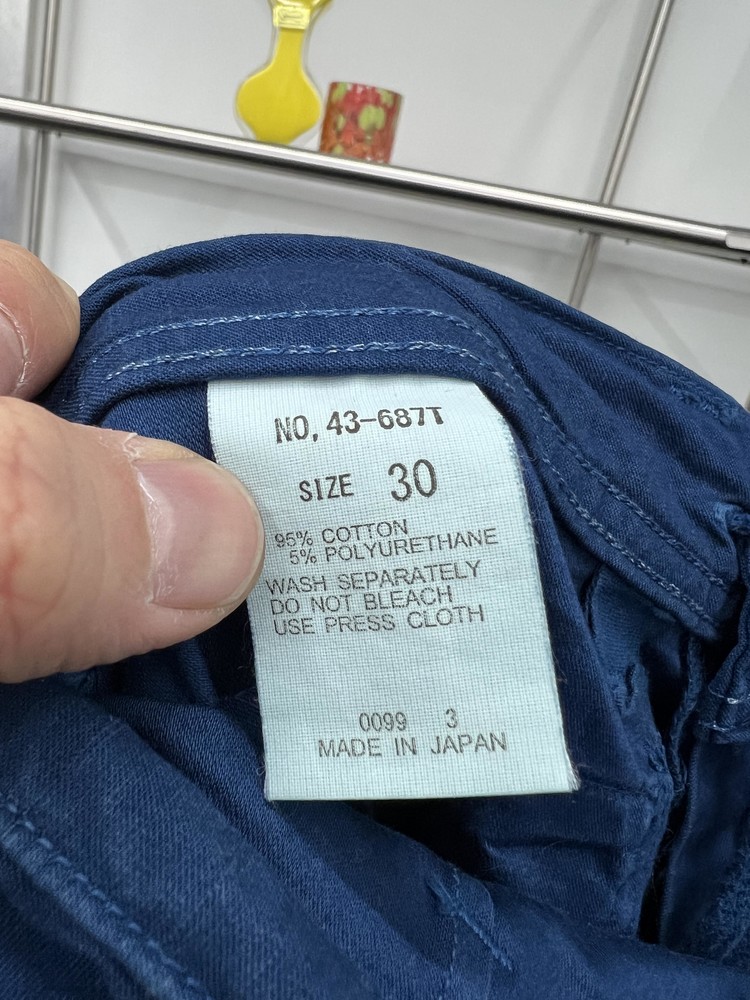 NO, 43-687T
SIZE 30
95% COTTON
5% POLYURETHANE
WASH SEPARATELY
DO NOT BLEACH
USE PRESS CLOTH
0099 3
MADE IN JAPAN